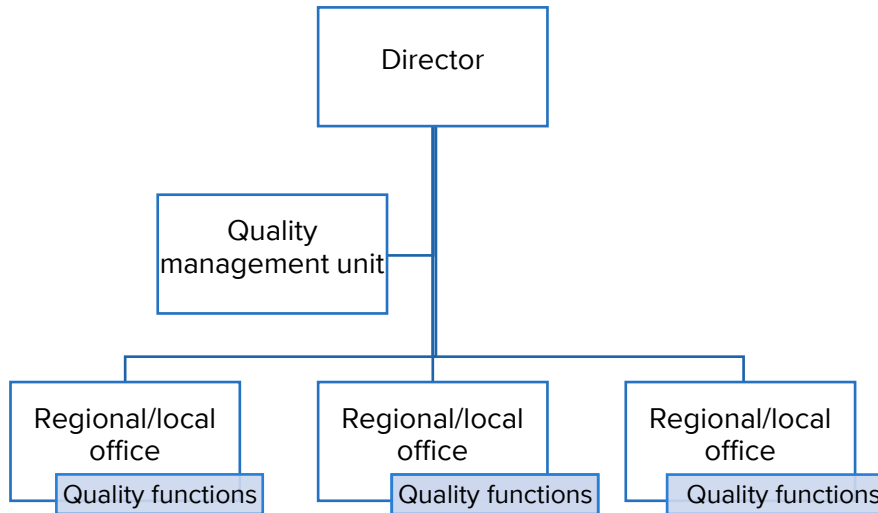 Director
Quality
management unit
Regional/local
office
Quality functions
Regional/local
office
Quality functions
Regional/local
office
Quality functions